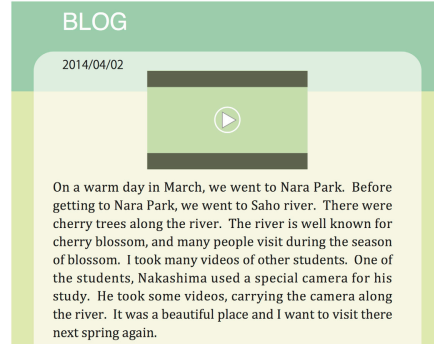 BLOG
2014/04/02
On a warm day in March, we went to Nara Park. Before
getting to Nara Park, we went to Saho river. There were
cherry trees along the river. The river is well known for
cherry blossom, and many people visit during the season
of blossom. I took many videos of other students. One of
the students, Nakashima used a special camera for his
study. He took some videos, carrying the camera along
the river. It was a beautiful place and I want to visit there
next spring again.